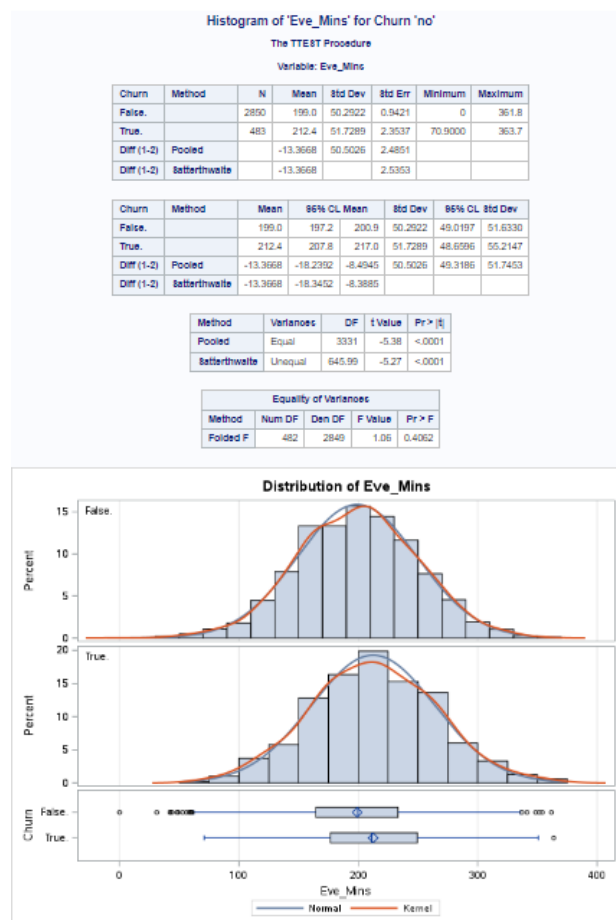 Histogram of 'Eve_Mins' for Churn 'no'
The TTEST Procedure
Variable: Eve_Mins
Churn Method N Mean Std Dev Std Err Minimum Maximum
False. 2850 199.0 50.2922 0.9421 0 361.8
True. 483 212.4 51.7289 2.3537 70.9000 363.7
Diff (1-2) Pooled -13.3668 50.5026 2.4851
Diff (1-2) Satterthwaite -13.3668 2.5353
Churn Method Mean 95% CL Mean Std Dev 95% CL Std Dev
False. 199.0 197.2 200.9 50.2922 49.0197 51.6330
True. 212.4 207.8 217.0 51.7289 48.6596 55.2147
Diff (1-2) Pooled -13.3668 -18.2392 -8.4945 50.5026 49.3186 51.7453
Diff (1-2) Satterthwaite -13.3668 -18.3452 -8.3885
Method Variances DF t Value Pr > |t|
Pooled Equal 3331 -5.38 <.0001
Satterthwaite Unequal 645.99 -5.27 <.0001
Equality of Variances
Method Num DF Den DF F Value Pr > F
Folded F 482 2849 1.06 0.4062
Distribution of Eve_Mins
False.
15
10
5
0
Percent
True.
20
15
10
5
0
Percent
Churn
False.
True.
0 100 200 300 400
Eve_Mins
Normal Kernel